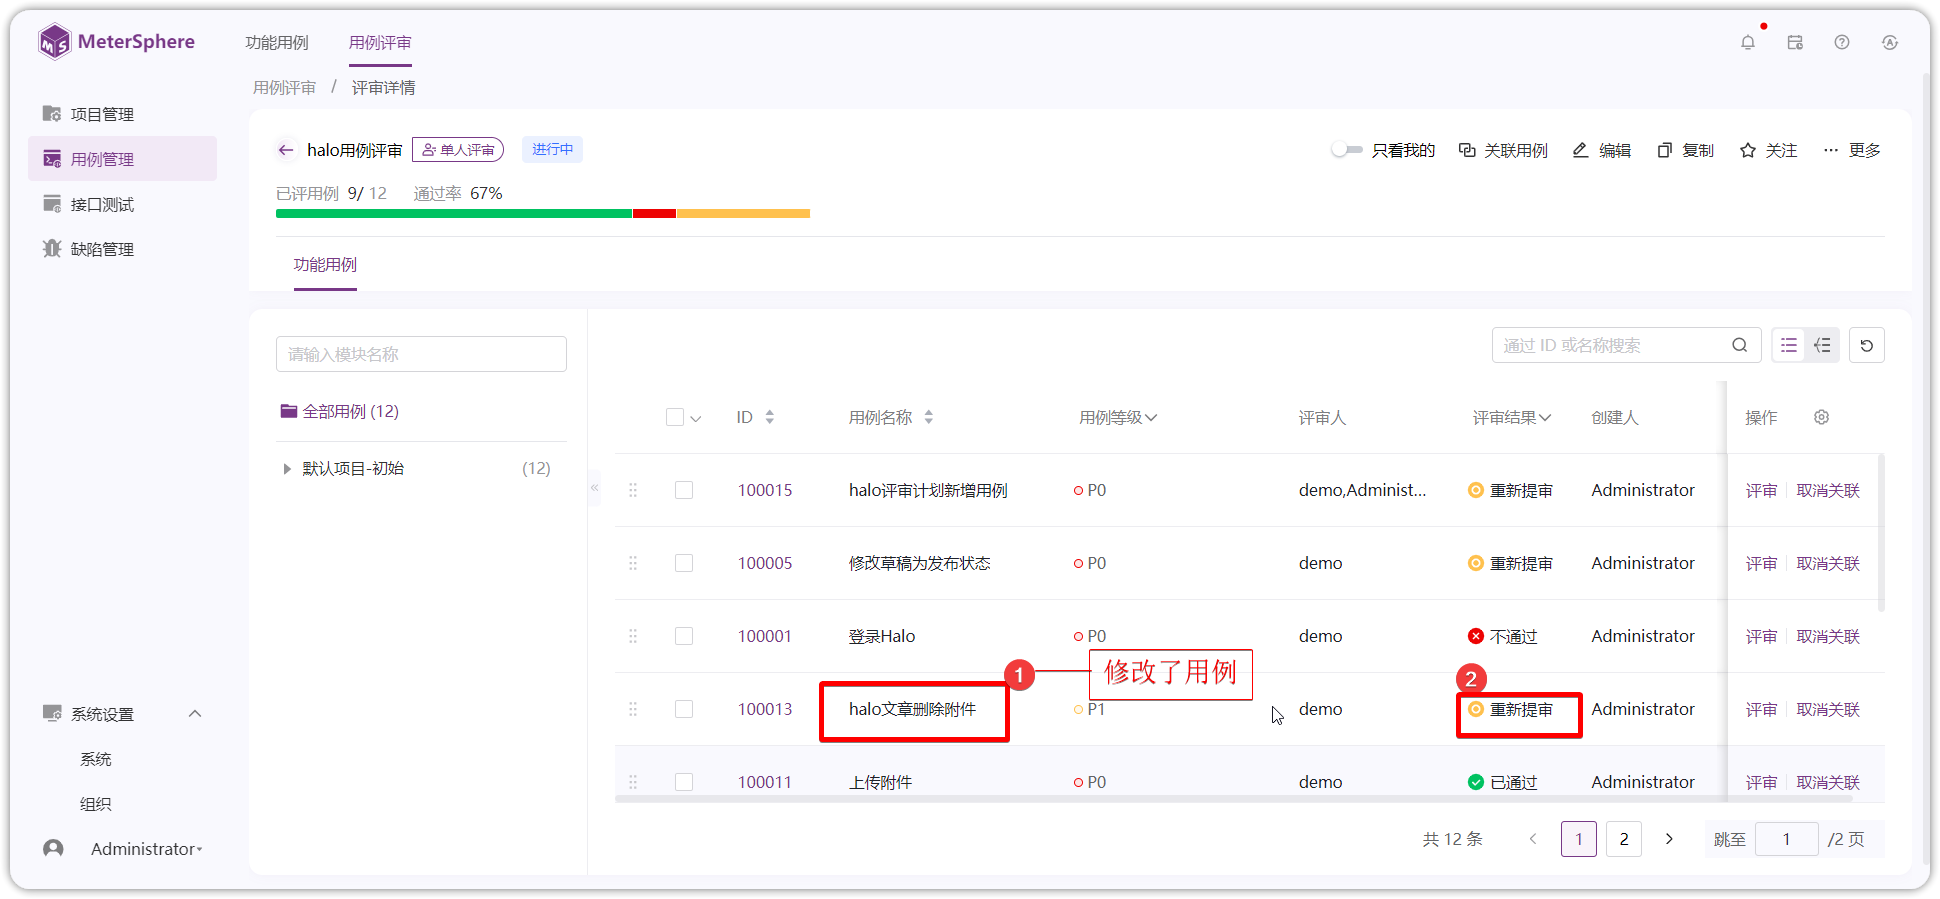 MeterSphere
功能用例
用例评审
用例评审 / 评审详情
项目管理
用例管理
接口测试
缺陷管理
halo用例评审
单人评审
进行中
只看我的
关联用例
编辑
复制
关注
更多
已评用例 9/ 12 通过率 67%
功能用例
请输入模块名称
全部用例 (12)
默认项目-初始 (12)
通过 ID 或名称搜索
ID 用例名称 用例等级 评审人 评审结果 创建人 操作
100015 halo评审计划新增用例 P0 demo,Administ... 重新提审 Administrator 评审 取消关联
100005 修改草稿为发布状态 P0 demo 重新提审 Administrator 评审 取消关联
100001 登录Halo P0 demo 不通过 Administrator 评审 取消关联
1 修改了用例 2
100013 halo文章删除附件 P1 demo 重新提审 Administrator 评审 取消关联
100011 上传附件 P0 demo 已通过 Administrator 评审 取消关联
共 12 条 1 2 跳至 1 /2 页
系统设置
系统
组织
Administrator